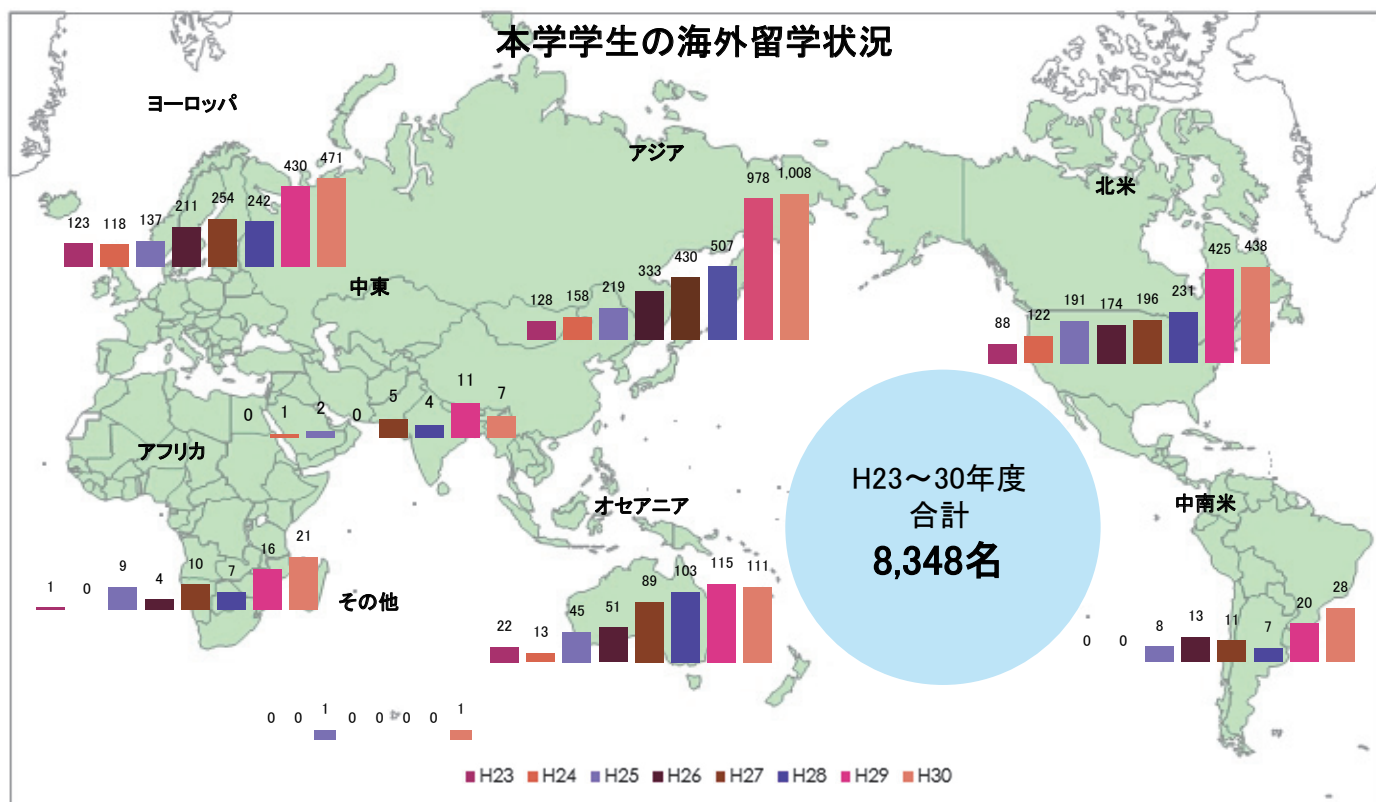 本学学生の海外留学状況
ヨーロッパ
123 118 137 211 254 242 430 471
アジア
128 158 219 333 430 507 978 1,008
北米
88 122 191 174 196 231 425 438
中東
0 1 2 0 5 4 11 7
アフリカ
1 0 9 4 10 7 16 21
オセアニア
22 13 45 51 89 103 115 111
H23～30年度
合計
8,348名
中南米
0 0 8 13 11 7 20 28
その他
0 0 1 0 0 0 0 1
H23 H24 H25 H26 H27 H28 H29 H30